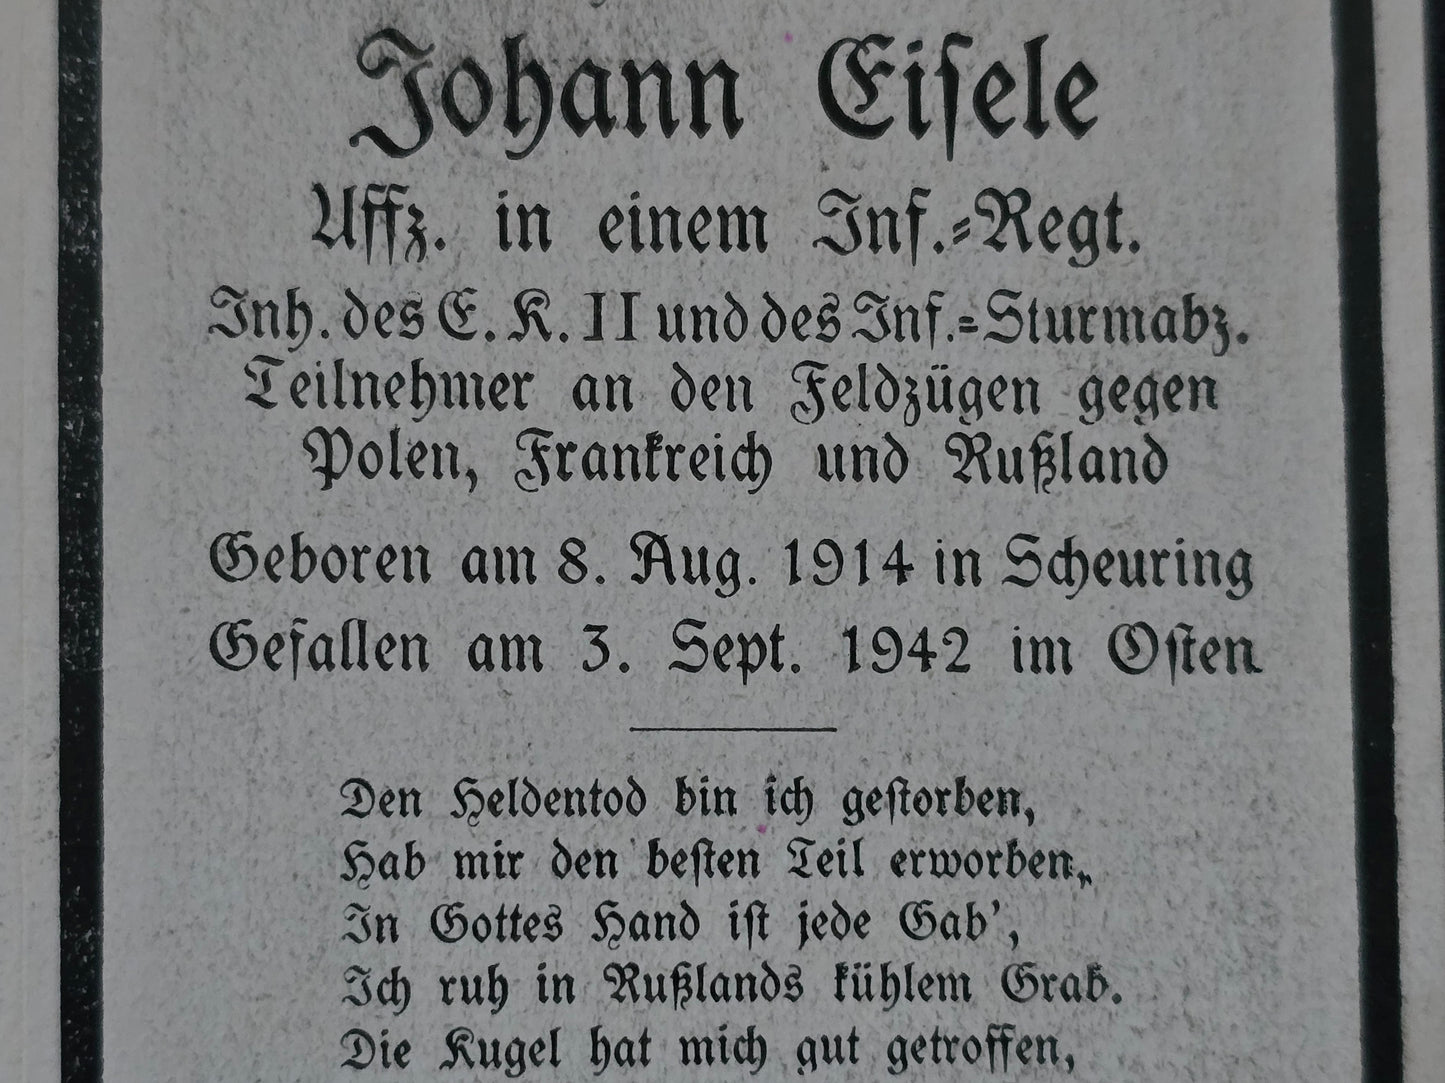 Johann Eisele
Uffz. in einem Inf.-Regt.
Inh. des E. K. II und des Inf.-Sturmabz.
Teilnehmer an den Feldzügen gegen
Polen, Frankreich und Rußland
Geboren am 8. Aug. 1914 in Scheuring
Gefallen am 3. Sept. 1942 im Osten
Den Heldentod bin ich gestorben,
Hab mir den besten Teil erworben,
In Gottes Hand ist jede Gab',
Ich ruh in Rußlands kühlem Grab.
Die Kugel hat mich gut getroffen,